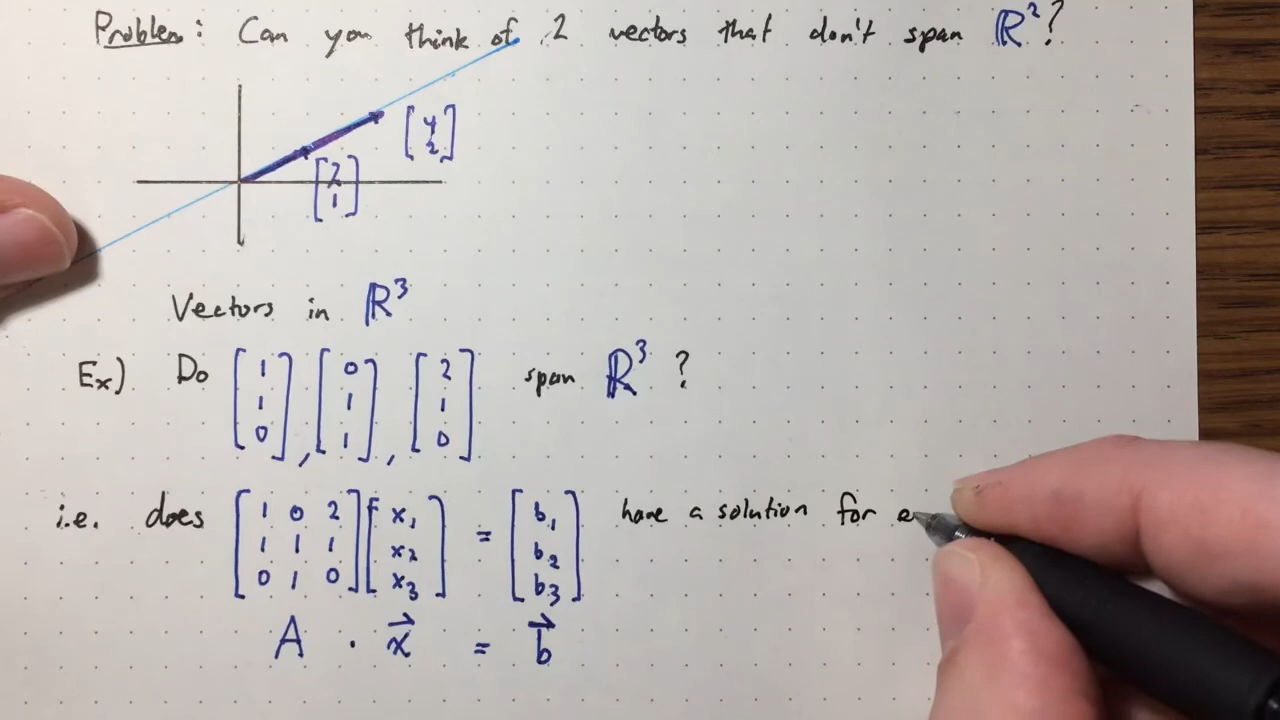 Problem: Can you think of 2 vectors that don't span ℝ²?
[4
2]
[2
1]
Vectors in ℝ³
Ex) Do [1 1 0], [0 1 1], [2 1 0] span ℝ³ ?
i.e. does [1 0 2] [x₁] = [b₁] have a solution for e
[1 1 1] [x₂] [b₂]
[0 1 0] [x₃] [b₃]
A · x⃗ = b⃗